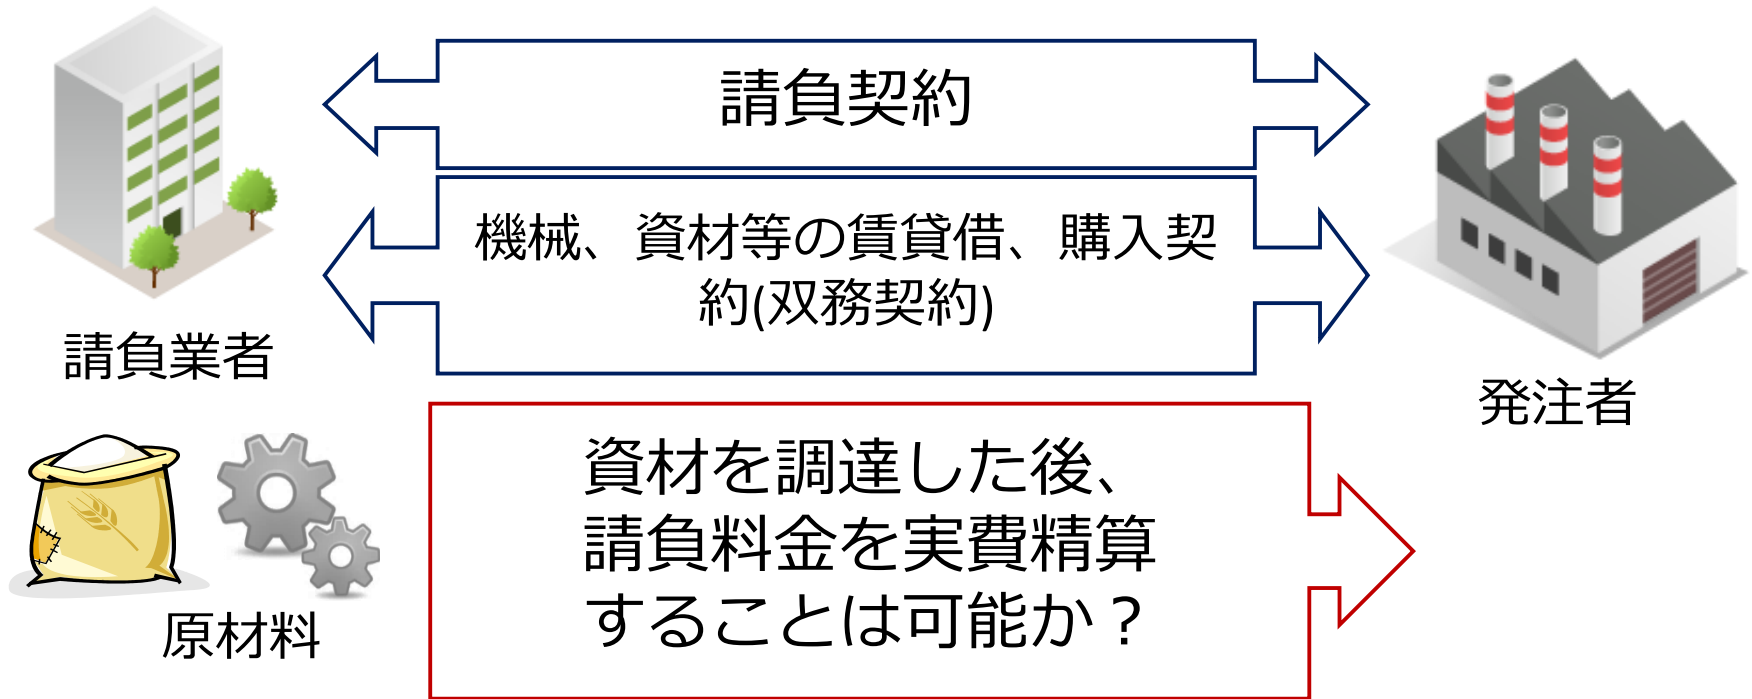 請負契約
機械、資材等の賃貸借、購入契
約(双務契約)
請負業者
発注者
資材を調達した後、
請負料金を実費精算
することは可能か？
原材料